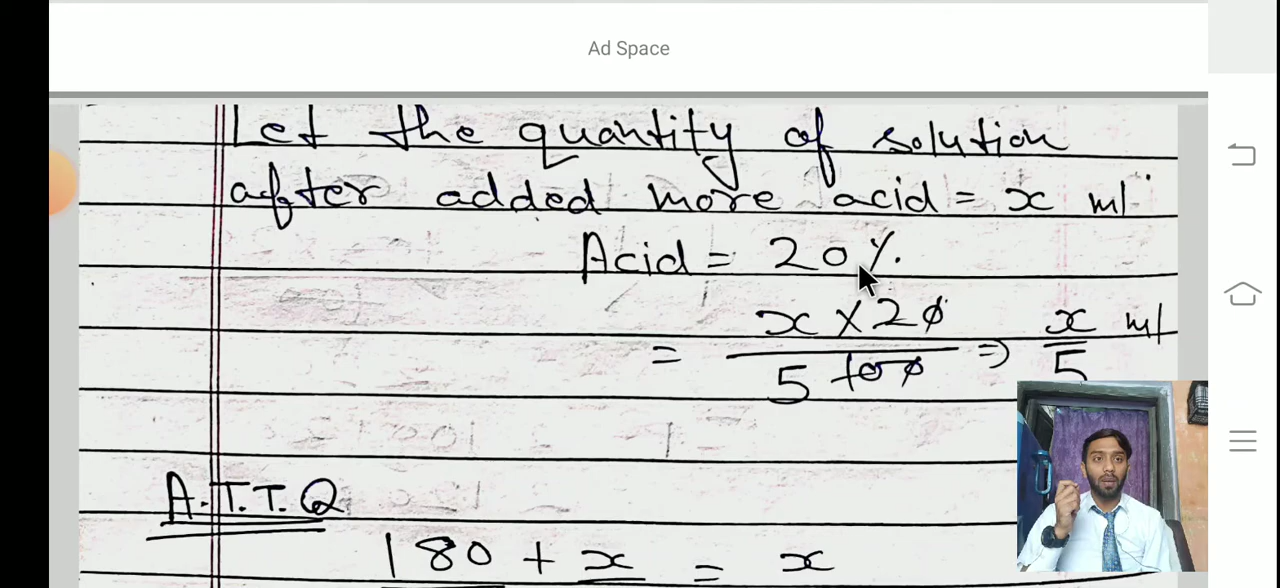 Ad Space
Let the quantity of solution
after added more acid = x ml
Acid = 20%.
= x × 20 / 5 100 ⇒ x/5 ml
A.T.T.Q
180 + x = x